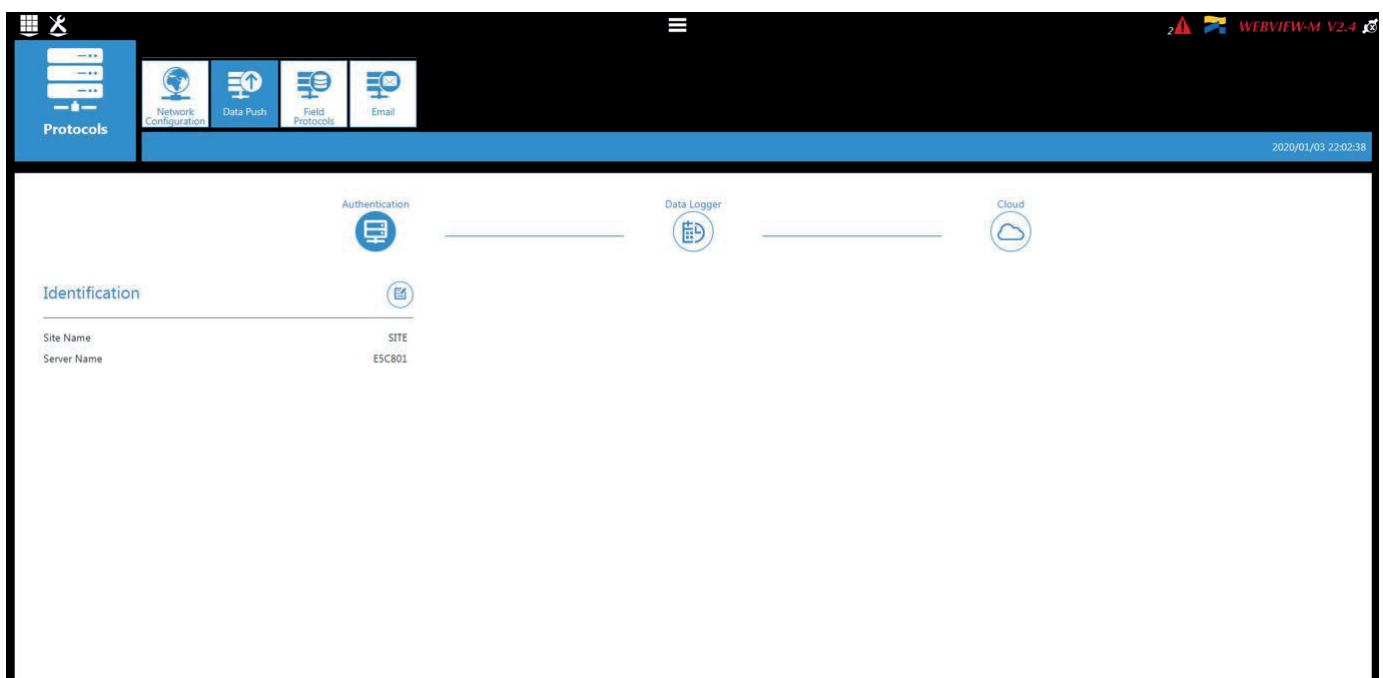 2 WEBVIEW-M V2.4
Protocols
Network
Configuration
Data Push
Field
Protocols
Email
2020/01/03 22:02:38
Authentication
Data Logger
Cloud
Identification
Site Name SITE
Server Name E5C801